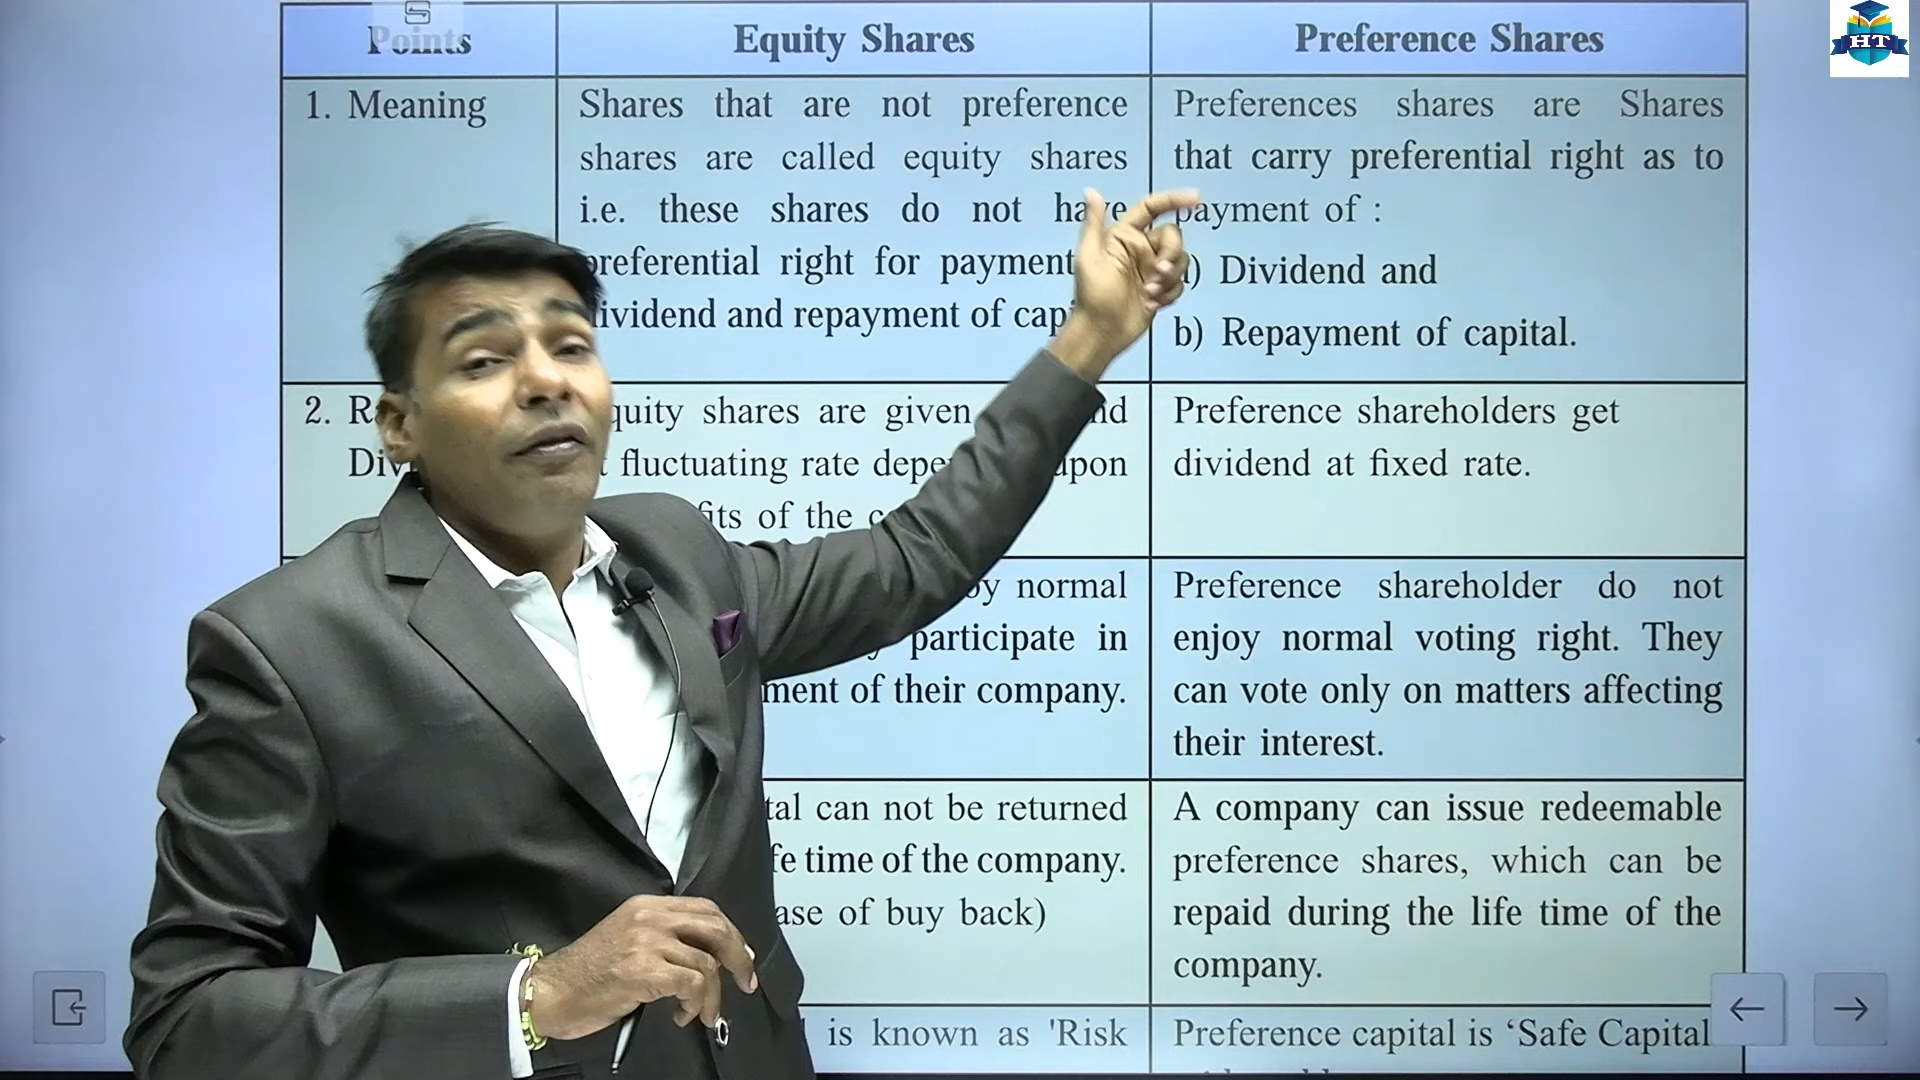 Points
Equity Shares
Preference Shares
1. Meaning
Shares that are not preference
shares are called equity shares
i.e. these shares do not have
preferential right for payment
dividend and repayment of
Preferences shares are Shares
that carry preferential right as to
payment of :
a) Dividend and
b) Repayment of capital.
2.
quity shares are given
fluctuating rate upon
of the
Preference shareholders get
dividend at fixed rate.
normal
participate in
of their company.
Preference shareholder do not
enjoy normal voting right. They
can vote only on matters affecting
their interest.
can not be returned
time of the company.
of buy back)
A company can issue redeemable
preference shares, which can be
repaid during the life time of the
company.
is known as 'Risk
Preference capital is ‘Safe Capital
HT